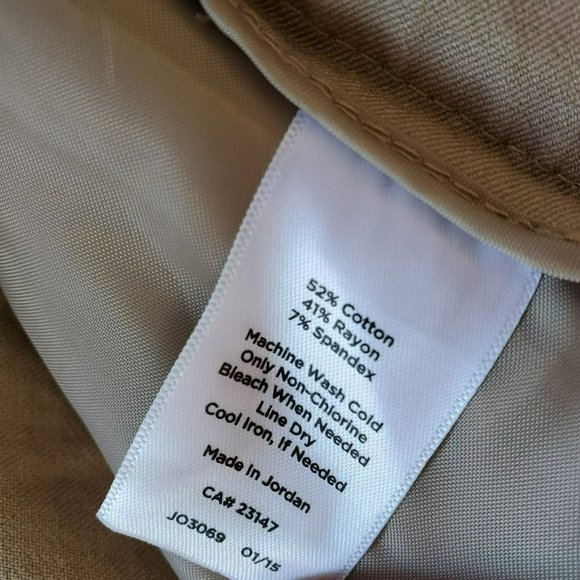 52% Cotton
41% Rayon
7% Spandex
Machine Wash Cold
Only Non-Chlorine
Bleach When Needed
Line Dry
Cool Iron, If Needed
Made In Jordan
CA# 23147
JO3069 01/15